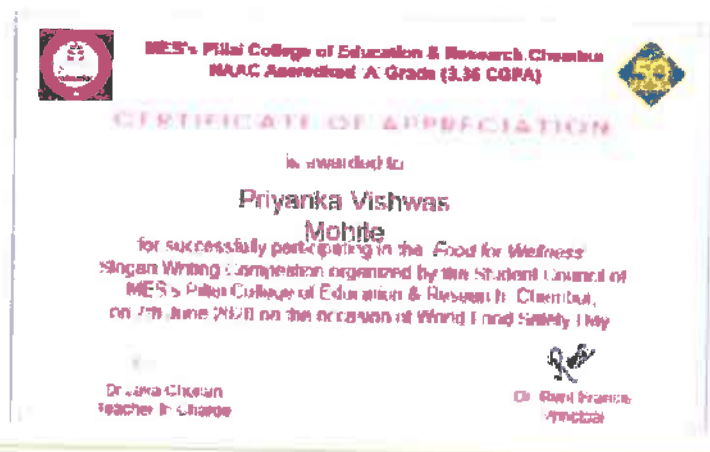 MES's Pillai College of Education & Research, Chembur
NAAC Accredited 'A' Grade (3.36 CGPA)
CERTIFICATE OF APPRECIATION
is awarded to
Priyanka Vishwas
Mohite
for successfully participating in the Food for Wellness
Slogan Writing Competition organized by the Student Council of
MES's Pillai College of Education & Research, Chembur,
on 7th June 2020 on the occasion of World Food Safety Day
Dr
Teacher In Charge
Dr.
Principal